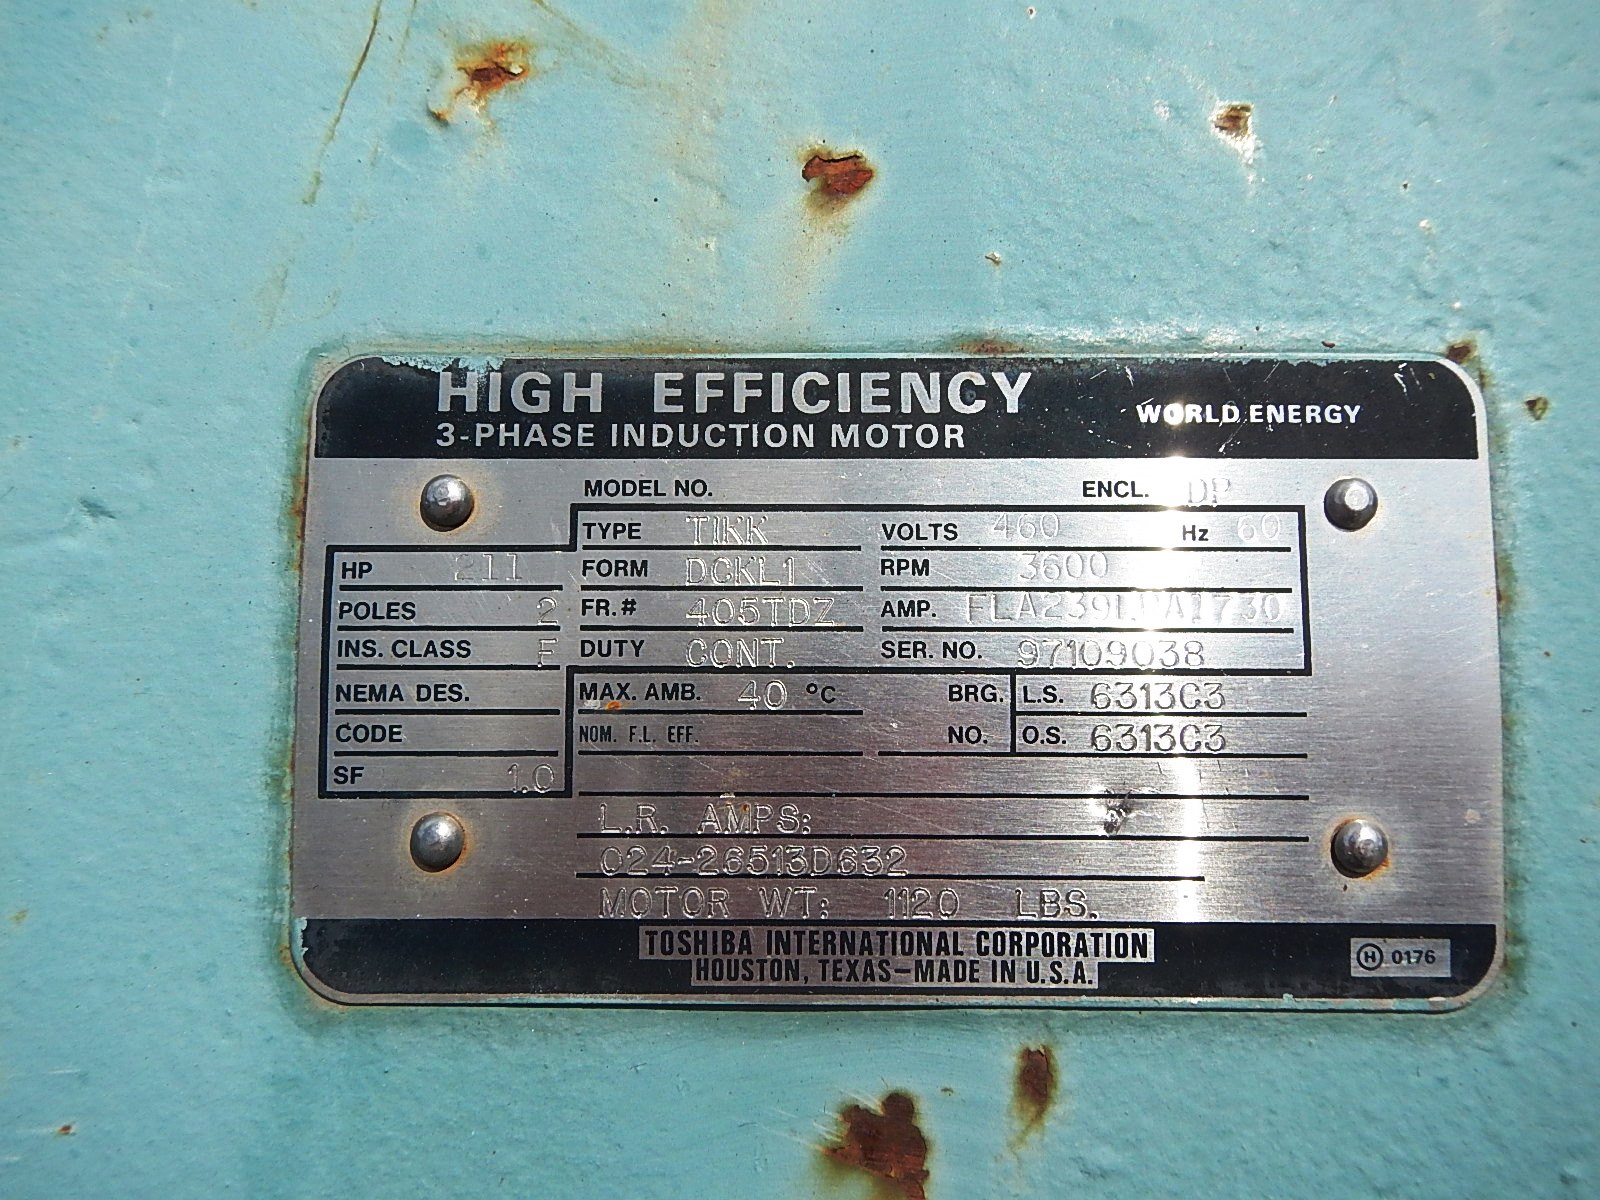 HIGH EFFICIENCY
3-PHASE INDUCTION MOTOR
WORLD ENERGY
MODEL NO. ENCL. DP
TYPE TIKK VOLTS 460 Hz 60
HP 211 FORM DCKL1 RPM 3600
POLES 2 FR.# 405TDZ AMP. FLA239LRA1730
INS. CLASS F DUTY CONT. SER. NO. 97109038
NEMA DES. MAX. AMB. 40 °C BRG. L.S. 6313C3
CODE NOM. F.L. EFF. NO. O.S. 6313C3
SF 1.0
L.R. AMPS:
024-26513D632
MOTOR WT: 1120 LBS.
TOSHIBA INTERNATIONAL CORPORATION
HOUSTON, TEXAS-MADE IN U.S.A.
H 0176